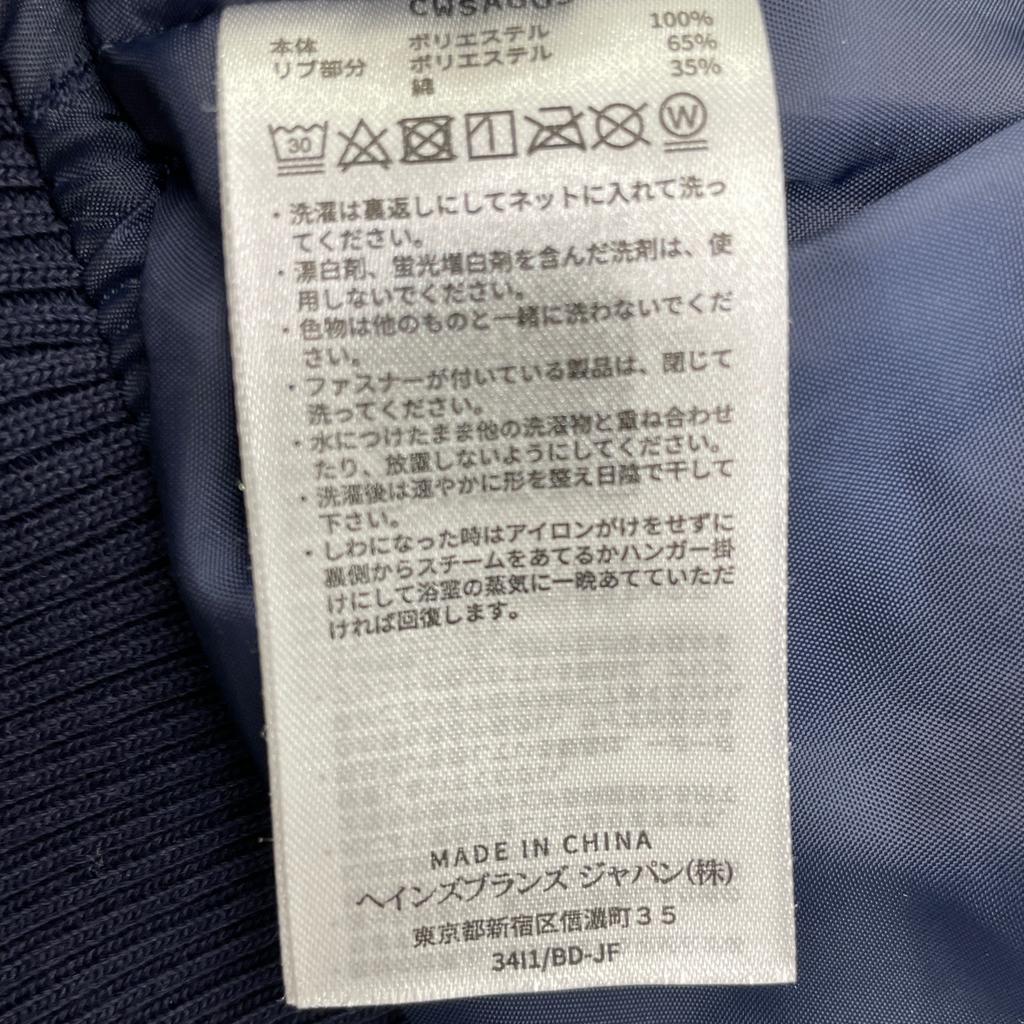 本体 ポリエステル 100%
リブ部分 ポリエステル 65%
綿 35%
30 W
・洗濯は裏返しにしてネットに入れて洗っ
てください。
・漂白剤、蛍光増白剤を含んだ洗剤は、使
用しないでください。
・色物は他のものと一緒に洗わないでくだ
さい。
・ファスナーが付いている製品は、閉じて
洗ってください。
・水につけたまま他の洗濯物と重ね合わせ
たり、放置しないようにしてください。
・洗濯後は速やかに形を整え日陰で干して
下さい。
・しわになった時はアイロンがけをせずに
裏側からスチームをあてるかハンガー掛
けにして浴室の蒸気に一晩あてていただ
ければ回復します。
MADE IN CHINA
ヘインズブランズ ジャパン(株)
東京都新宿区信濃町35
34I1/BD-JF